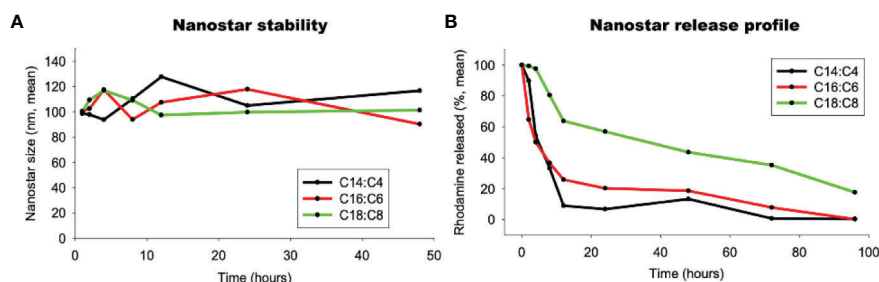 A
Nanostar stability
Nanostar size (nm, mean)
140
120
100
80
60
40
20
0
0
10
20
30
40
50
Time (hours)
C14:C4
C16:C6
C18:C8
B
Nanostar release profile
Rhodamine released (%, mean)
100
80
60
40
20
0
0
20
40
60
80
100
Time (hours)
C14:C4
C16:C6
C18:C8